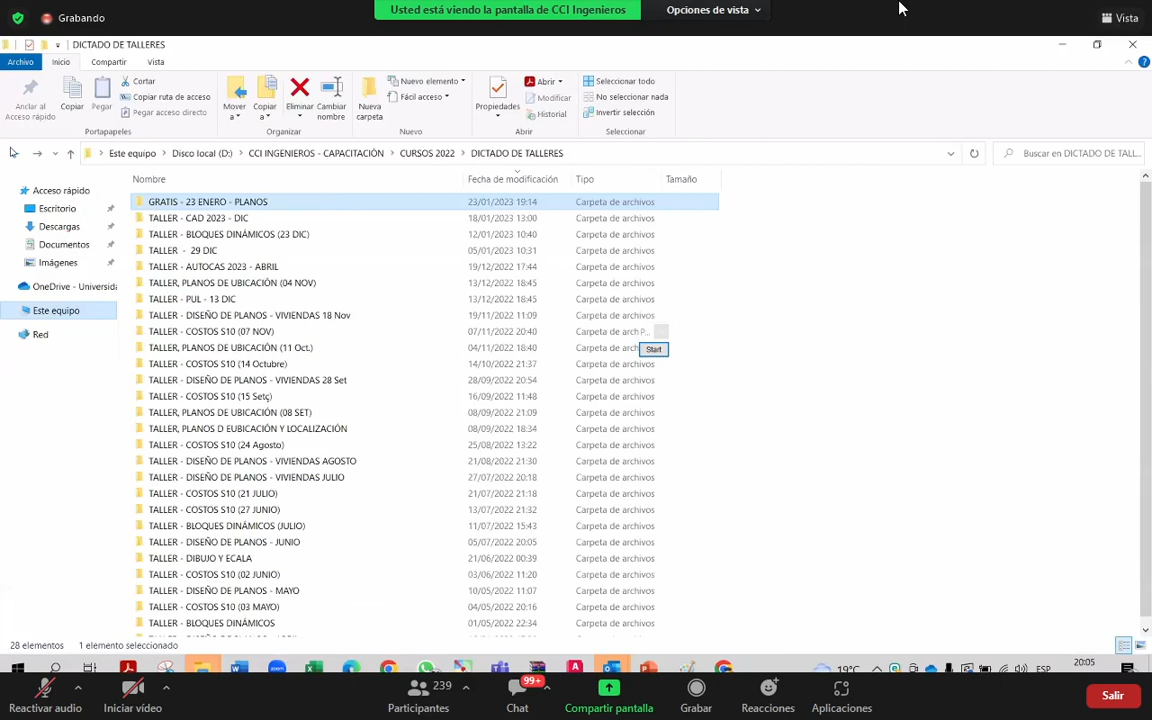 Grabando
Usted está viendo la pantalla de CCI Ingenieros
Opciones de vista
Vista
DICTADO DE TALLERES
Archivo Inicio Compartir Vista
Anclar al Acceso rápido
Copiar
Pegar
Cortar
Copiar ruta de acceso
Pegar acceso directo
Mover a
Copiar a
Eliminar
Cambiar nombre
Nueva carpeta
Nuevo elemento
Fácil acceso
Propiedades
Abrir
Modificar
Historial
Seleccionar todo
No seleccionar nada
Invertir selección
Portapapeles Organizar Nuevo Abrir Seleccionar
Este equipo > Disco local (D:) > CCI INGENIEROS - CAPACITACIÓN > CURSOS 2022 > DICTADO DE TALLERES
Buscar en DICTADO DE TALL...
Nombre Fecha de modificación Tipo Tamaño
Acceso rápido
Escritorio
Descargas
Documentos
Imágenes
OneDrive - Universida
Este equipo
Red
GRATIS - 23 ENERO - PLANOS 23/01/2023 19:14 Carpeta de archivos
TALLER - CAD 2023 - DIC 18/01/2023 13:00 Carpeta de archivos
TALLER - BLOQUES DINÁMICOS (23 DIC) 12/01/2023 10:40 Carpeta de archivos
TALLER - 29 DIC 05/01/2023 10:31 Carpeta de archivos
TALLER - AUTOCAS 2023 - ABRIL 19/12/2022 17:44 Carpeta de archivos
TALLER, PLANOS DE UBICACIÓN (04 NOV) 13/12/2022 18:45 Carpeta de archivos
TALLER - PUL - 13 DIC 13/12/2022 18:45 Carpeta de archivos
TALLER - DISEÑO DE PLANOS - VIVIENDAS 18 Nov 19/11/2022 11:09 Carpeta de archivos
TALLER - COSTOS S10 (07 NOV) 07/11/2022 20:40 Carpeta de arch P...
TALLER, PLANOS DE UBICACIÓN (11 Oct.) 04/11/2022 18:40 Carpeta de arch Start
TALLER - COSTOS S10 (14 Octubre) 14/10/2022 21:37 Carpeta de archivos
TALLER - DISEÑO DE PLANOS - VIVIENDAS 28 Set 28/09/2022 20:54 Carpeta de archivos
TALLER - COSTOS S10 (15 Setç) 16/09/2022 11:48 Carpeta de archivos
TALLER, PLANOS DE UBICACIÓN (08 SET) 08/09/2022 21:09 Carpeta de archivos
TALLER, PLANOS D EUBICACIÓN Y LOCALIZACIÓN 08/09/2022 18:34 Carpeta de archivos
TALLER - COSTOS S10 (24 Agosto) 25/08/2022 13:22 Carpeta de archivos
TALLER - DISEÑO DE PLANOS - VIVIENDAS AGOSTO 21/08/2022 21:30 Carpeta de archivos
TALLER - DISEÑO DE PLANOS - VIVIENDAS JULIO 27/07/2022 20:18 Carpeta de archivos
TALLER - COSTOS S10 (21 JULIO) 21/07/2022 21:18 Carpeta de archivos
TALLER - COSTOS S10 (27 JUNIO) 13/07/2022 21:32 Carpeta de archivos
TALLER - BLOQUES DINÁMICOS (JULIO) 11/07/2022 15:43 Carpeta de archivos
TALLER - DISEÑO DE PLANOS - JUNIO 05/07/2022 20:05 Carpeta de archivos
TALLER - DIBUJO Y ECALA 21/06/2022 00:39 Carpeta de archivos
TALLER - COSTOS S10 (02 JUNIO) 03/06/2022 11:20 Carpeta de archivos
TALLER - DISEÑO DE PLANOS - MAYO 10/05/2022 11:07 Carpeta de archivos
TALLER - COSTOS S10 (03 MAYO) 04/05/2022 20:16 Carpeta de archivos
TALLER - BLOQUES DINÁMICOS 01/05/2022 22:34 Carpeta de archivos
28 elementos 1 elemento seleccionado
19°C ESP 20:05
Reactivar audio
Iniciar vídeo
239
Participantes
99+
Chat
Compartir pantalla
Grabar
Reacciones
Aplicaciones
Salir